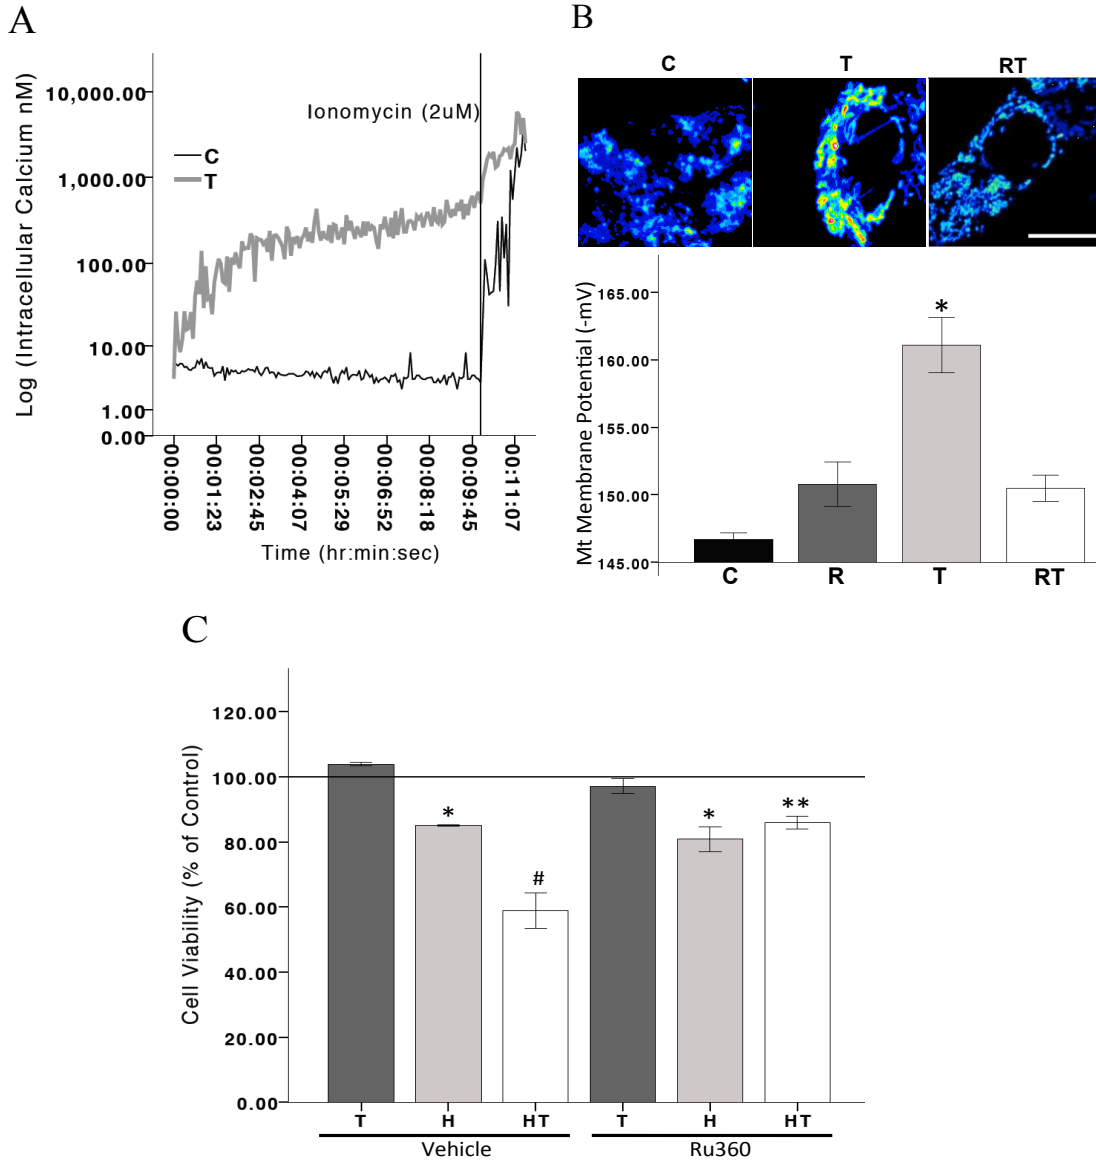 A
Log (Intracellular Calcium nM)
10,000.00
1,000.00
100.00
10.00
1.00
0.00
Ionomycin (2uM)
C
T
00:00:00
00:01:23
00:02:45
00:04:07
00:05:29
00:06:52
00:08:18
00:09:45
00:11:07
Time (hr:min:sec)
B
C T RT
Mt Membrane Potential (-mV)
165.00
160.00
155.00
150.00
145.00
*
C R T RT
C
Cell Viability (% of Control)
120.00
100.00
80.00
60.00
40.00
20.00
0.00
* # * **
T H HT T H HT
Vehicle Ru360